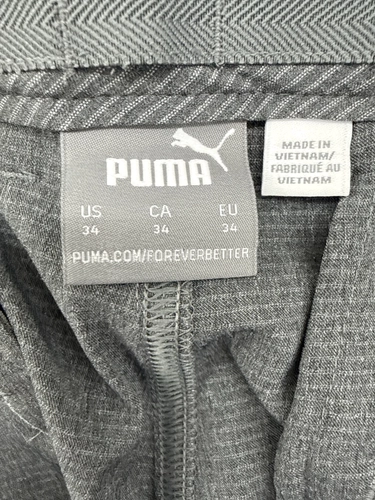 PUMA
US CA EU
34 34 34
PUMA.COM/FOREVERBETTER
MADE IN
VIETNAM/
FABRIQUÉ AU
VIETNAM